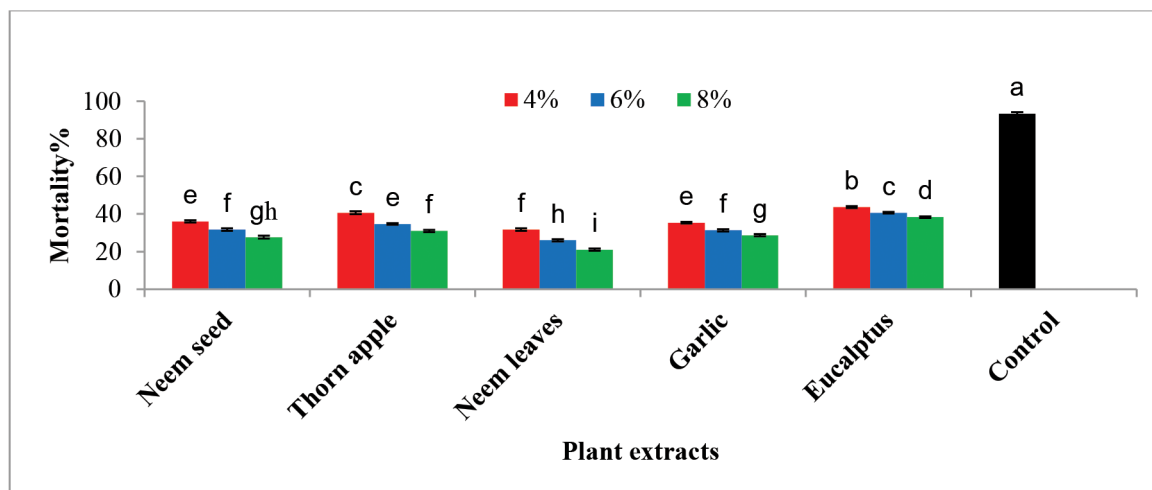 4% 6% 8%
a
100
80
60
40
20
0
Mortality%
e f gh
c e f
f h i
e f g
b c d
Neem seed
Thorn apple
Neem leaves
Garlic
Eucalptus
Control
Plant extracts